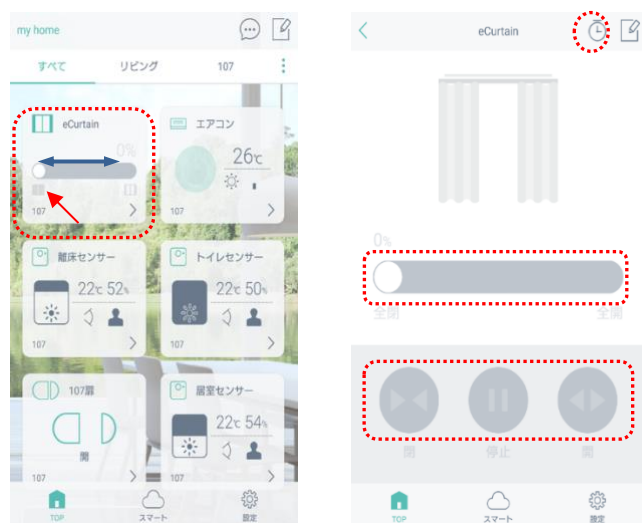 my home
すべて
リビング
107
eCurtain
0%
107
エアコン
26℃
107
離床センサー
22℃ 52%
107
トイレセンサー
22℃ 50%
107
107扉
開
107
居室センサー
22℃ 54%
107
TOP
スマート
設定
eCurtain
0%
全閉
全開
閉
停止
開
TOP
スマート
設定